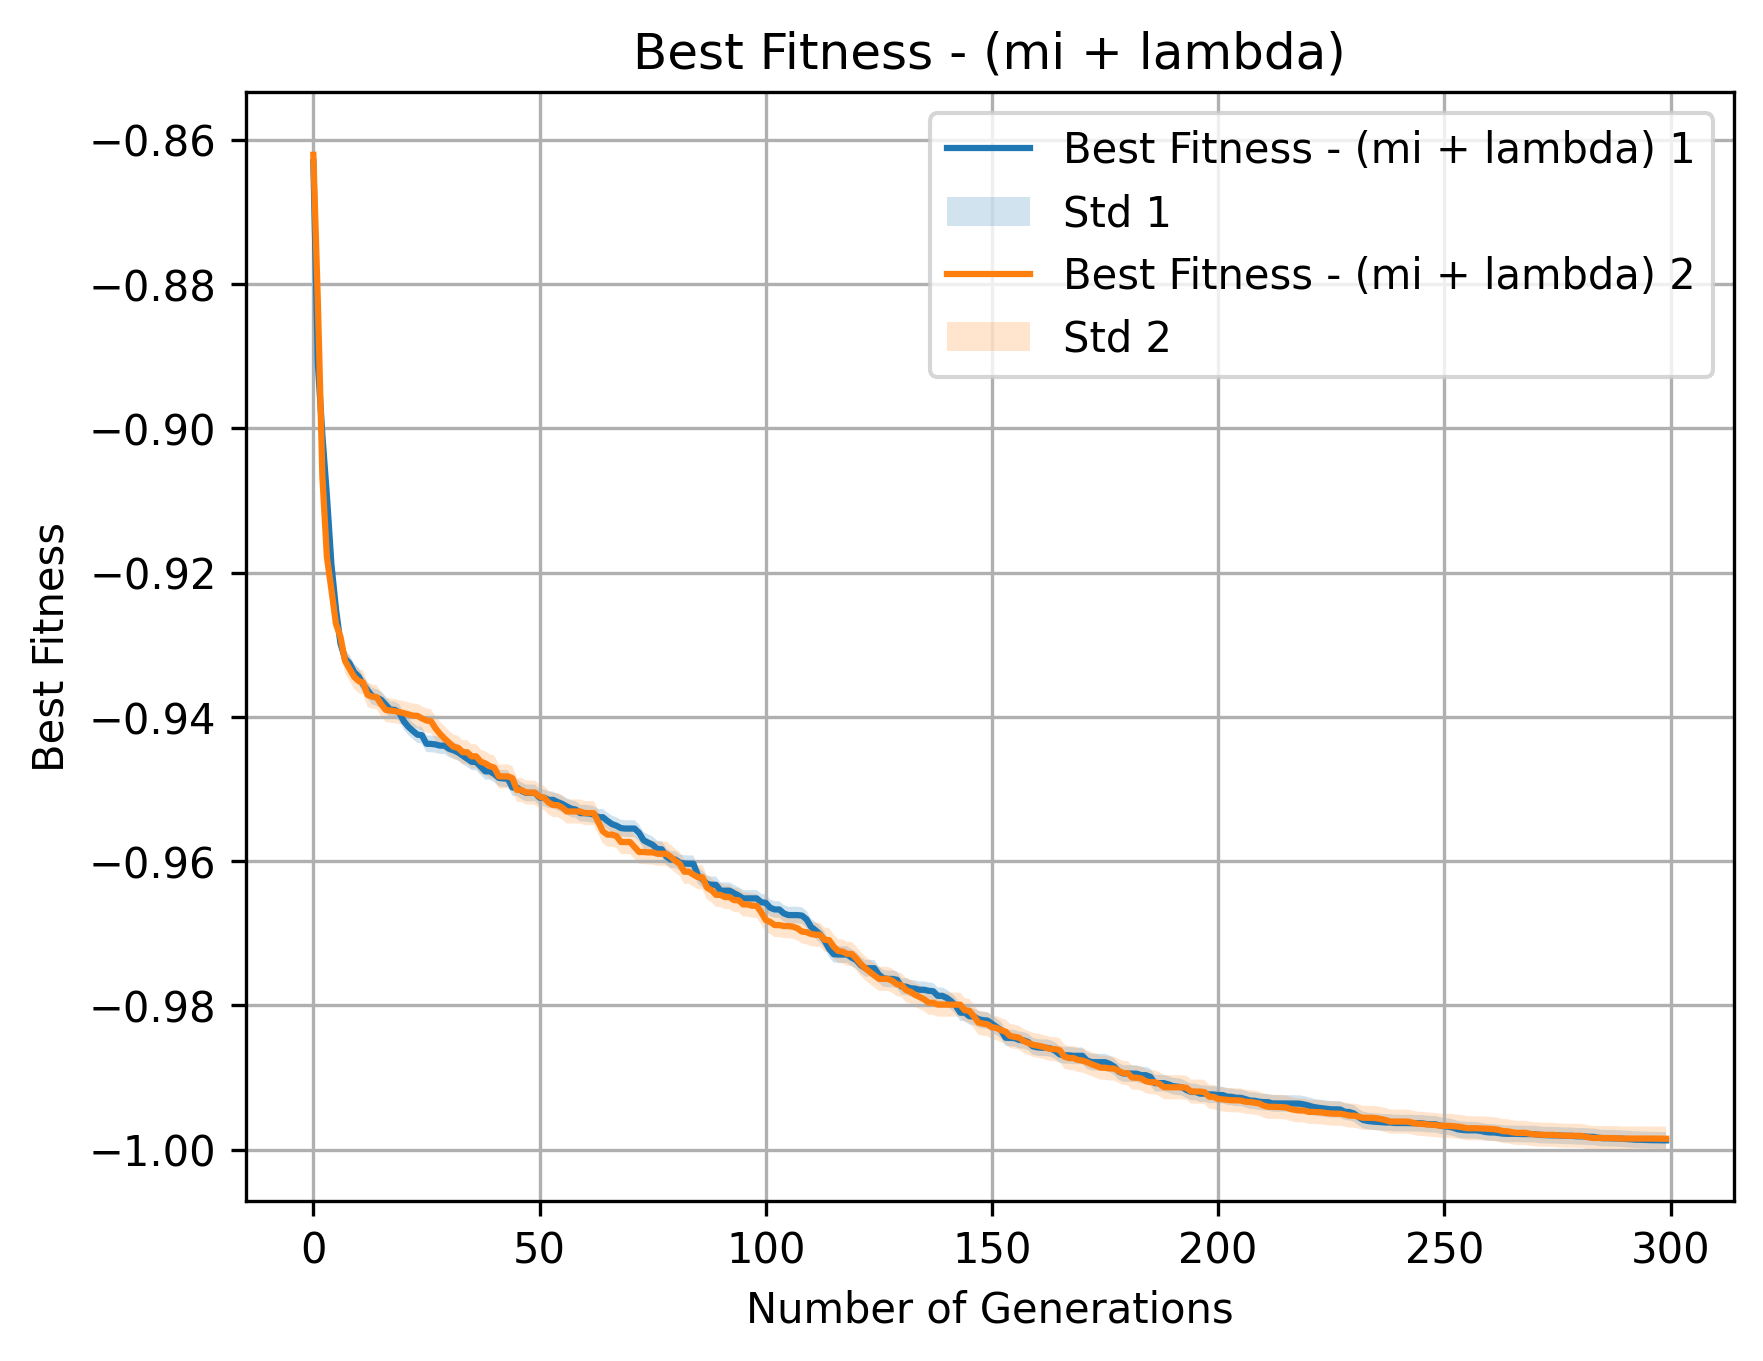 Best Fitness - (mi + lambda)
Best Fitness - (mi + lambda) 1
Std 1
Best Fitness - (mi + lambda) 2
Std 2
Best Fitness
−0.86
−0.88
−0.90
−0.92
−0.94
−0.96
−0.98
−1.00
0 50 100 150 200 250 300
Number of Generations